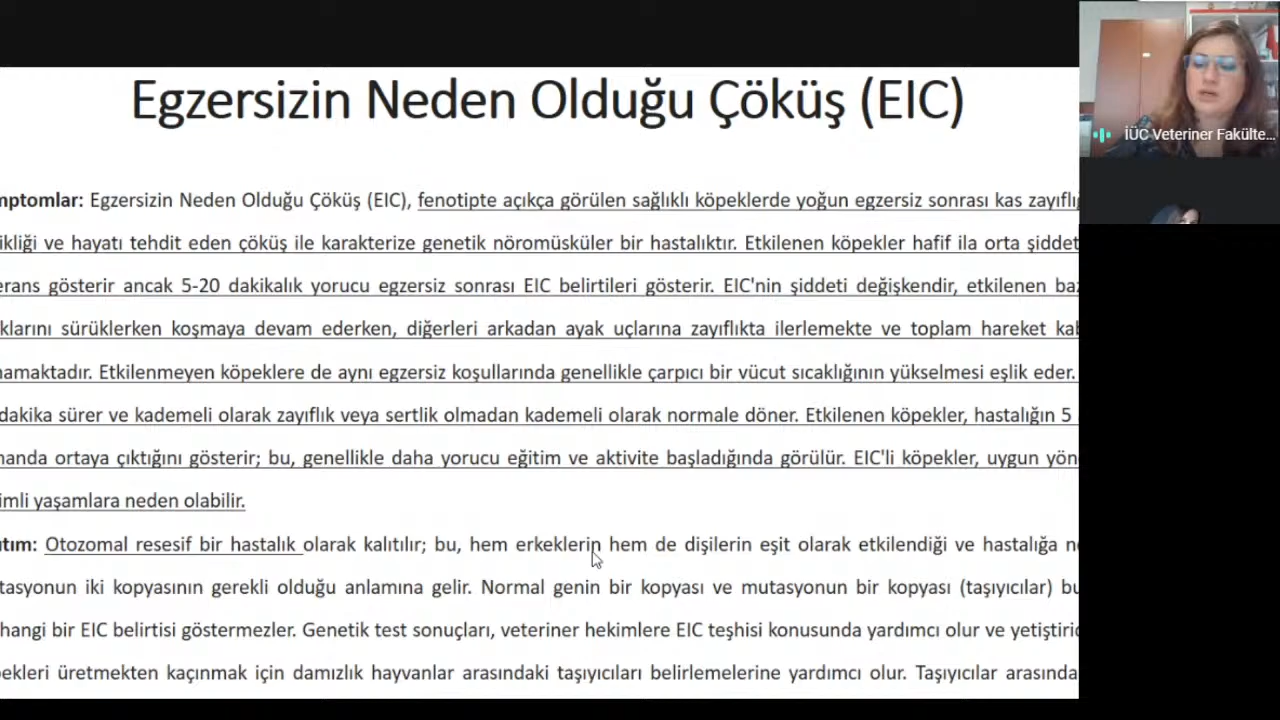 Egzersizin Neden Olduğu Çöküş (EIC)
İÜC Veteriner Fakülte...
mptomlar: Egzersizin Neden Olduğu Çöküş (EIC), fenotipte açıkça görülen sağlıklı köpeklerde yoğun egzersiz sonrası kas zayıflığ
ikliği ve hayatı tehdit eden çöküş ile karakterize genetik nöromüsküler bir hastalıktır. Etkilenen köpekler hafif ila orta şiddet
erans gösterir ancak 5-20 dakikalık yorucu egzersiz sonrası EIC belirtileri gösterir. EIC'nin şiddeti değişkendir, etkilenen baz
klarını sürüklerken koşmaya devam ederken, diğerleri arkadan ayak uçlarına zayıflıkta ilerlemekte ve toplam hareket kab
namaktadır. Etkilenmeyen köpeklere de aynı egzersiz koşullarında genellikle çarpıcı bir vücut sıcaklığının yükselmesi eşlik eder.
dakika sürer ve kademeli olarak zayıflık veya sertlik olmadan kademeli olarak normale döner. Etkilenen köpekler, hastalığın 5
manda ortaya çıktığını gösterir; bu, genellikle daha yorucu eğitim ve aktivite başladığında görülür. EIC'li köpekler, uygun yön
imli yaşamlara neden olabilir.
tım: Otozomal resesif bir hastalık olarak kalıtılır; bu, hem erkeklerin hem de dişilerin eşit olarak etkilendiği ve hastalığa n
tasyonun iki kopyasının gerekli olduğu anlamına gelir. Normal genin bir kopyası ve mutasyonun bir kopyası (taşıyıcılar) bu
hangi bir EIC belirtisi göstermezler. Genetik test sonuçları, veteriner hekimlere EIC teşhisi konusunda yardımcı olur ve yetiştiric
ekleri üretmekten kaçınmak için damızlık hayvanlar arasındaki taşıyıcıları belirlemelerine yardımcı olur. Taşıyıcılar arasında